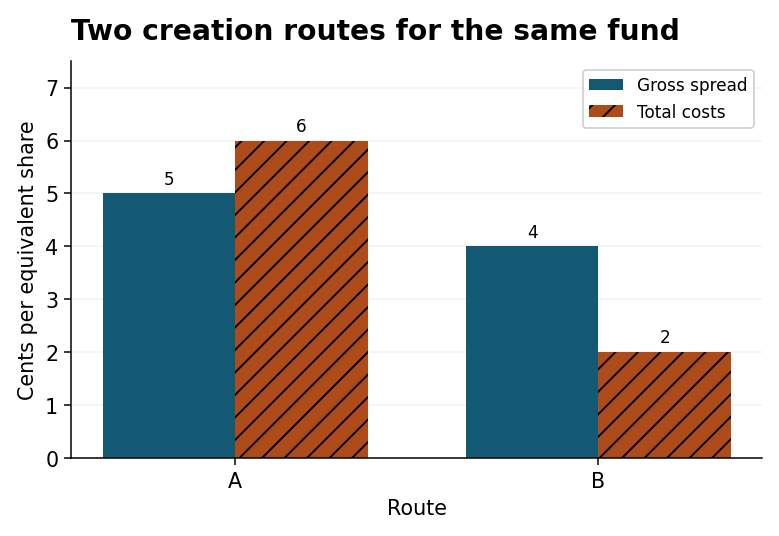 Two creation routes for the same fund
Gross spread
Total costs
Cents per equivalent share
7
6
5
4
3
2
1
0
5
6
4
2
A
B
Route